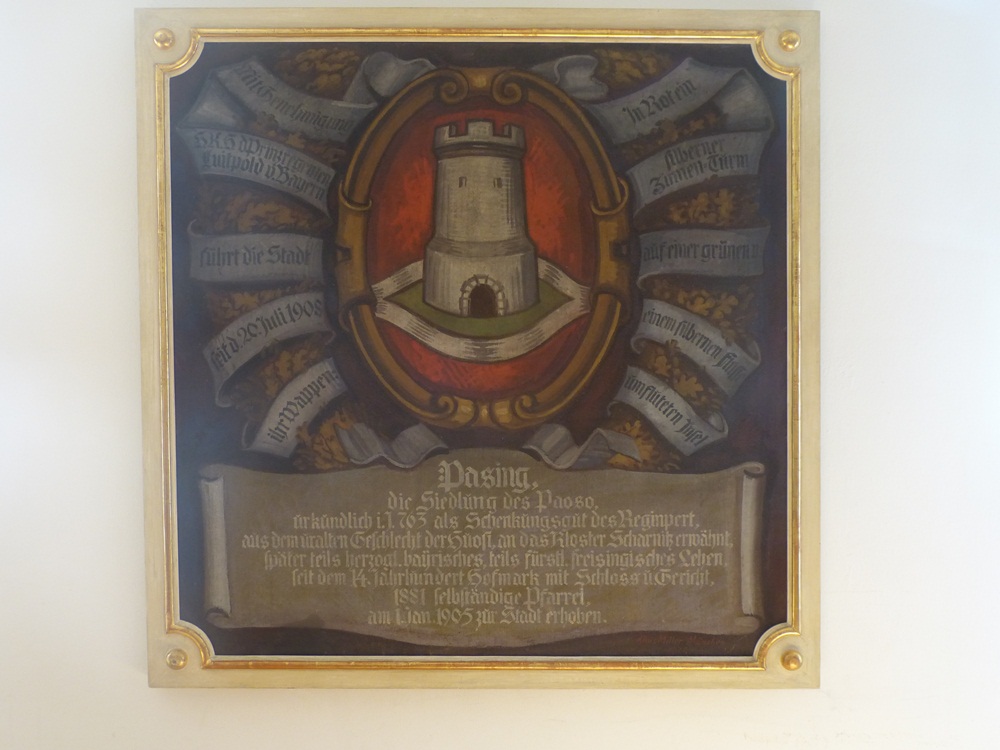 Mit Genehmigung
S.K.H. d. Prinzregenten
Luitpold v. Bayern
führt die Stadt
seit d. 20. Juli 1908
ihr Wappen:
In Rotem
silberner
Zinnen-Turm
auf einer grünen,
einem silbernen Fluß
umfluteten Insel
Pasing,
die Siedlung des Paoso,
urkundlich i. J. 763 als Schenkungsgut des Reginpert,
aus dem uralten Geschlecht der Huosi, an das Kloster Scharnitz erwähnt,
später teils herzogl. baürisches, teils fürstl. freisingisches Lehen,
seit dem 14. Jahrhundert Hofmark mit Schloss u. Gericht,
1881 selbständige Pfarrei,
am 1. Jan. 1905 zur Stadt erhoben.